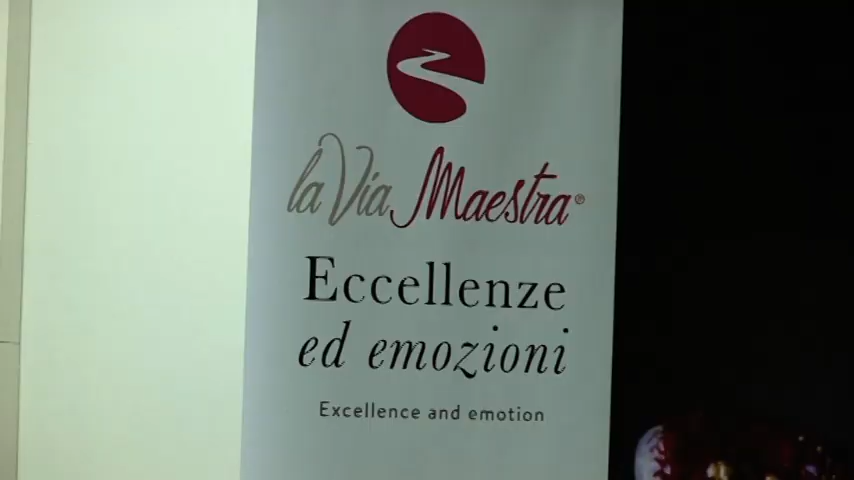 la Via Maestra®
Eccellenze
ed emozioni
Excellence and emotion